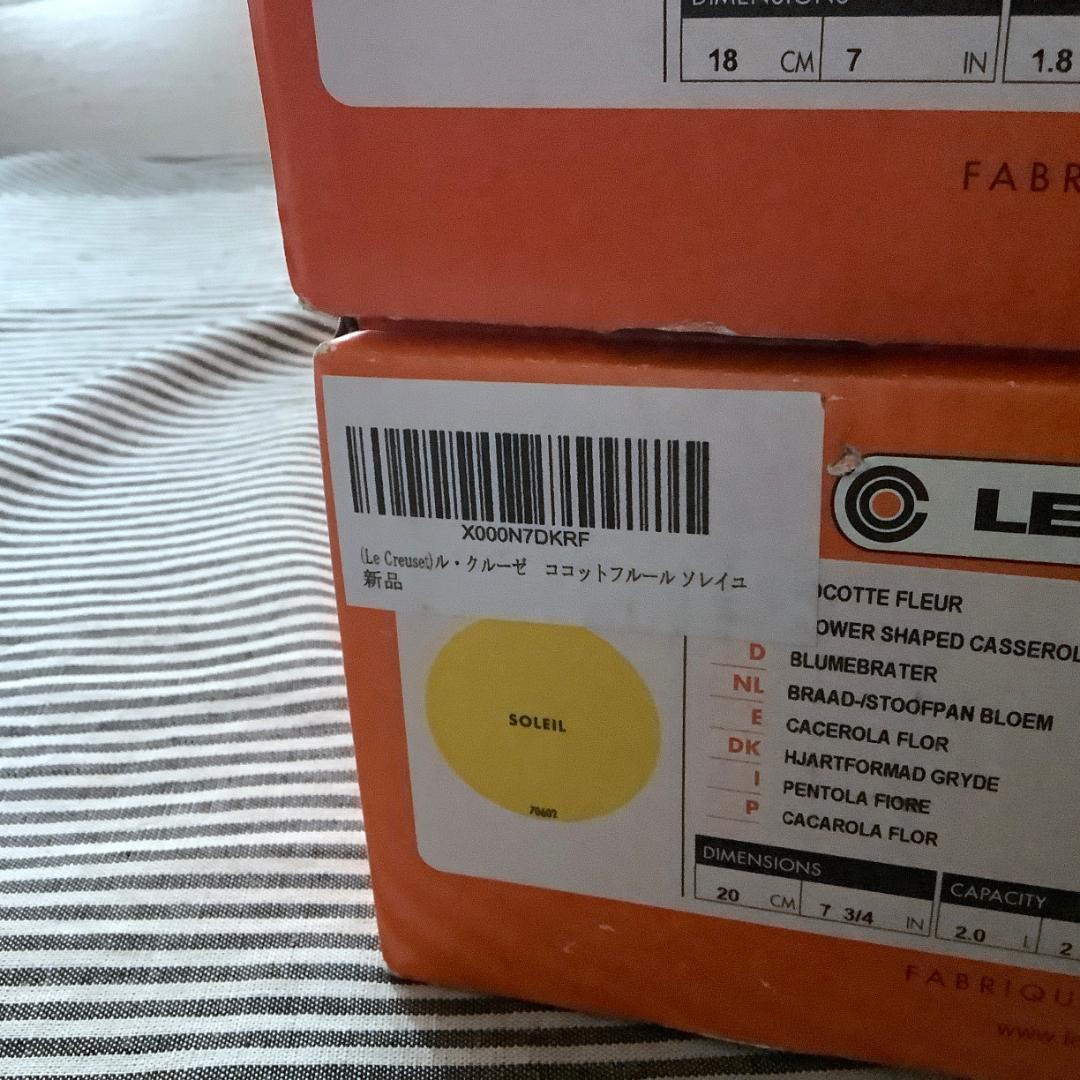 DIMENSIONS
18 CM 7 IN 1.8
FABR
X000N7DKRF
(Le Creuset)ル・クルーゼ ココットフルール ソレイユ
新品
LE
OCOTTE FLEUR
OWER SHAPED CASSEROL
D BLUMEBRATER
NL BRAAD-/STOOFPAN BLOEM
E CACEROLA FLOR
DK HJARTFORMAD GRYDE
I PENTOLA FIORE
P CACAROLA FLOR
SOLEIL
70602
DIMENSIONS CAPACITY
20 CM 7 3/4 IN 2.0 L 2
FABRIQU
www.